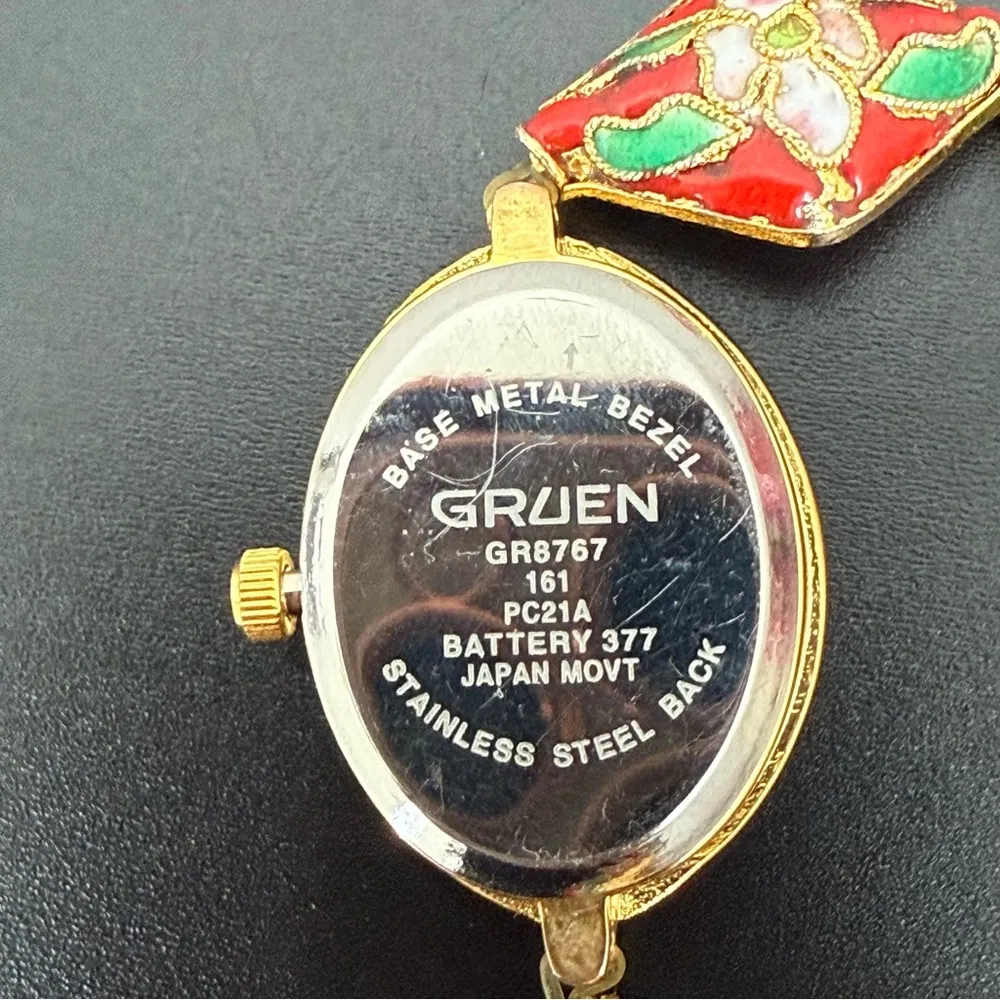 BASE METAL BEZEL
GRUEN
GR8767
161
PC21A
BATTERY 377
JAPAN MOVT
STAINLESS STEEL BACK